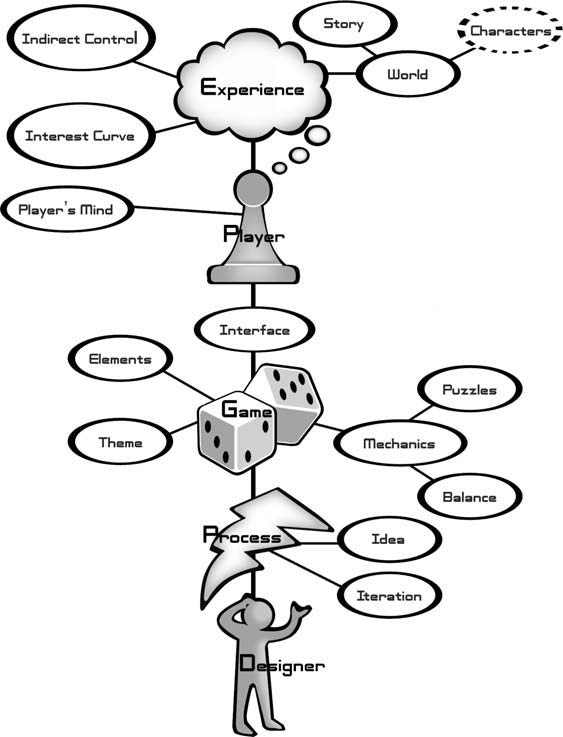 Story
Characters
Indirect Control
World
Experience
Interest Curve
Player's Mind
Player
Interface
Elements
Puzzles
Game
Theme
Mechanics
Balance
Process
Idea
Iteration
Designer